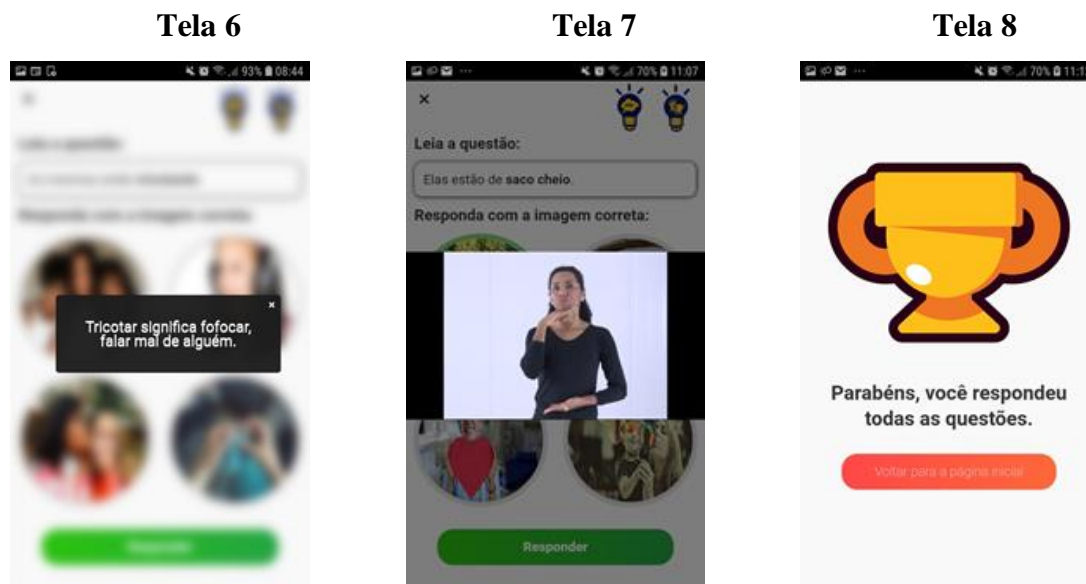 Tela 6
Tela 7
Tela 8
93% 08:44
Tricotar significa fofocar,
falar mal de alguém.
×
70% 11:07
×
Leia a questão:
Elas estão de saco cheio.
Responda com a imagem correta:
Responder
70% 11:1
Parabéns, você respondeu
todas as questões.
Voltar para a página inicial